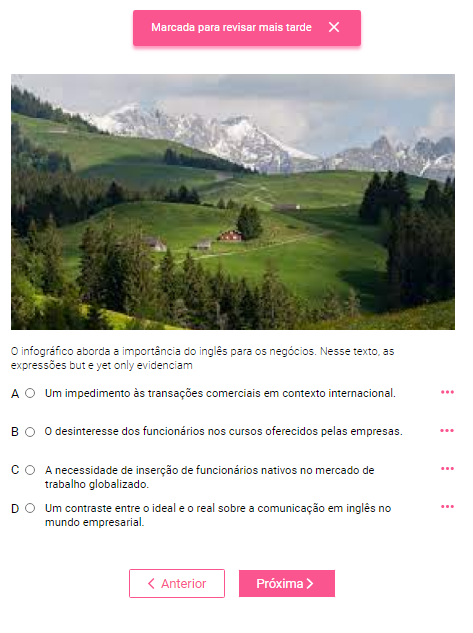 Marcada para revisar mais tarde
O infográfico aborda a importância do inglês para os negócios. Nesse texto, as
expressões but e yet only evidenciam
A Um impedimento às transações comerciais em contexto internacional.
B O desinteresse dos funcionários nos cursos oferecidos pelas empresas.
C A necessidade de inserção de funcionários nativos no mercado de
trabalho globalizado.
D Um contraste entre o ideal e o real sobre a comunicação em inglês no
mundo empresarial.
Anterior Próxima